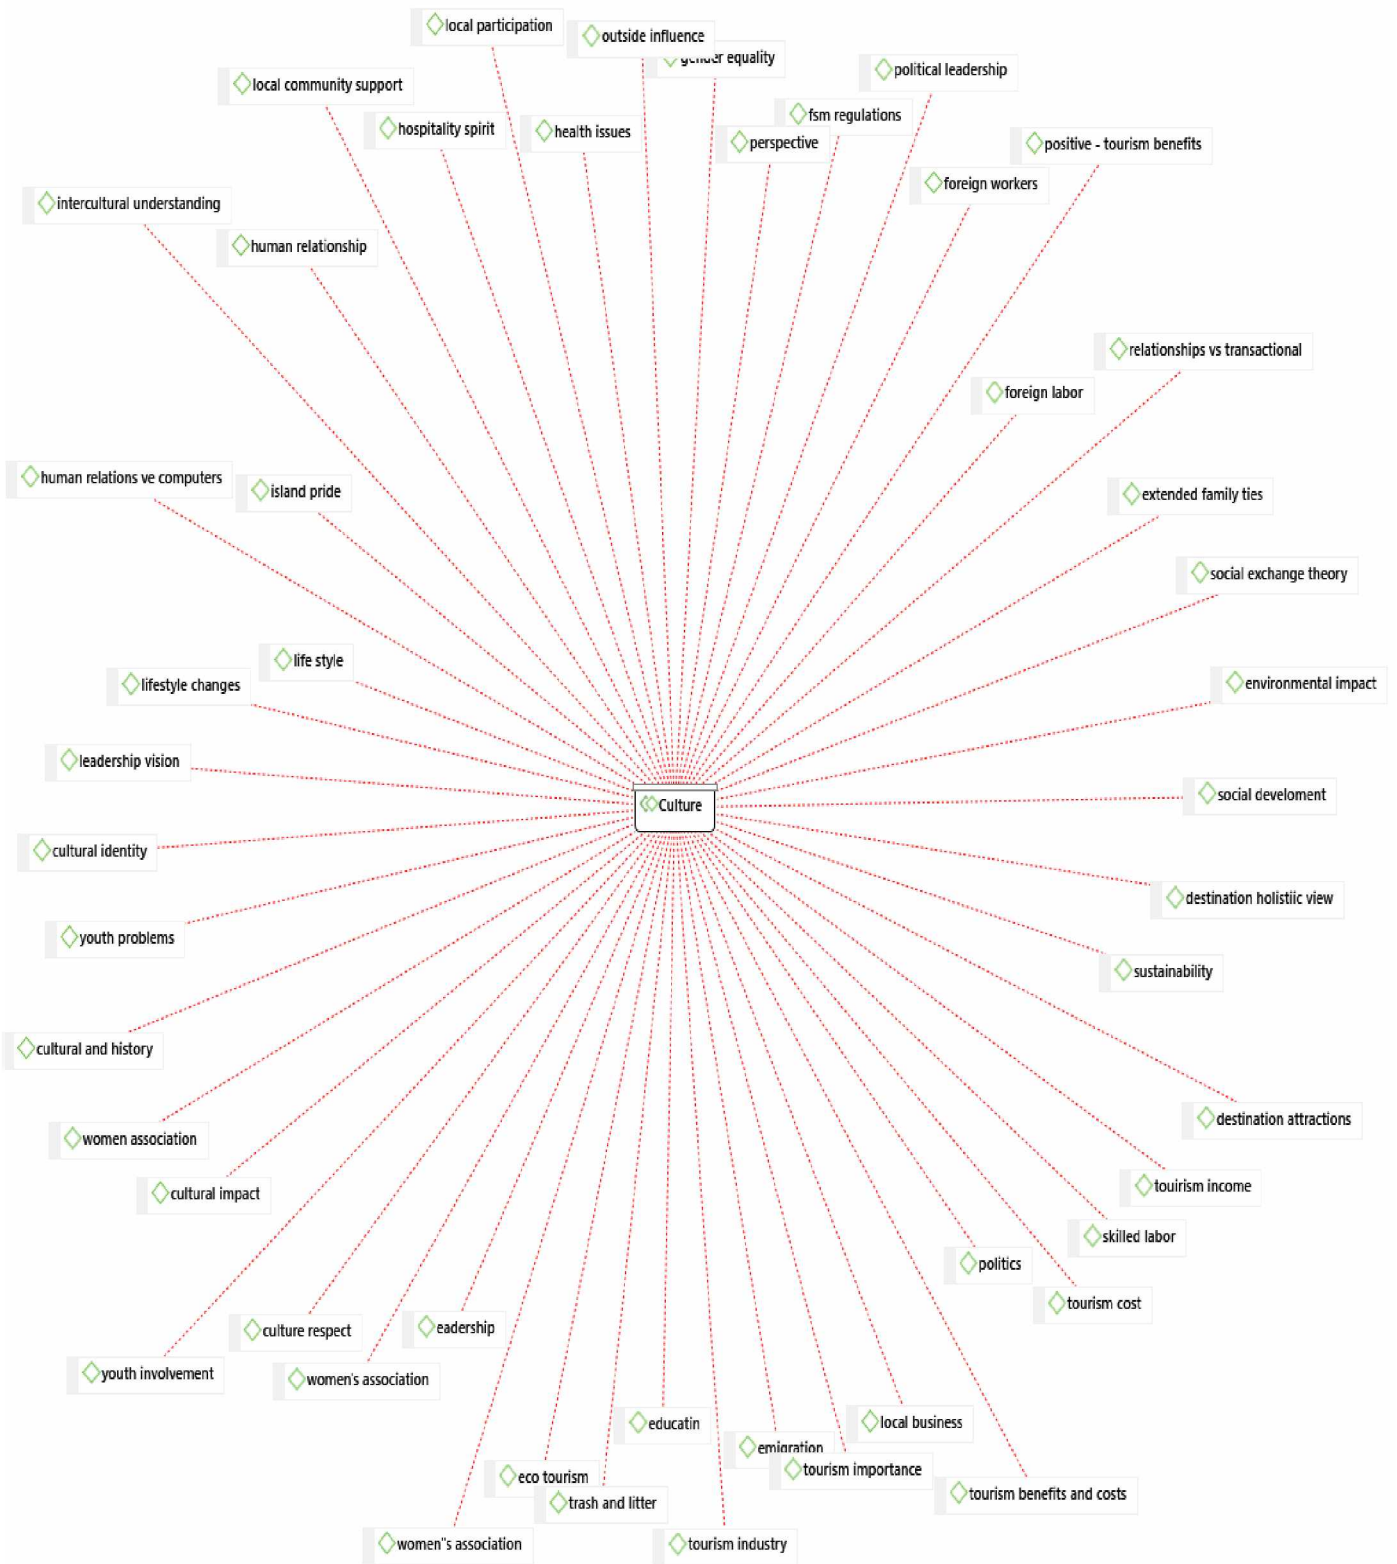 local participation
outside influence
gender equality
political leadership
local community support
fsm regulations
hospitality spirit
health issues
perspective
positive - tourism benefits
foreign workers
intercultural understanding
human relationship
relationships vs transactional
foreign labor
human relations ve computers
island pride
extended family ties
social exchange theory
life style
lifestyle changes
environmental impact
leadership vision
social develoment
Culture
cultural identity
destination holistiic view
youth problems
sustainability
cultural and history
destination attractions
women association
touirism income
cultural impact
skilled labor
politics
tourism cost
culture respect
eadership
youth involvement
women's association
educatin
local business
emigration
tourism importance
eco tourism
tourism benefits and costs
trash and litter
women"s association
tourism industry